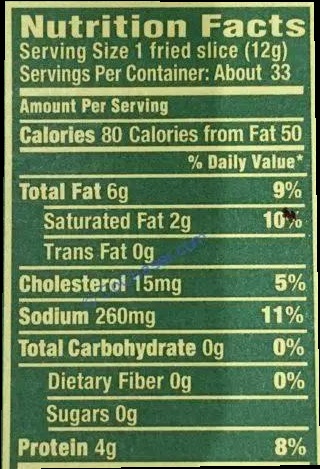 Nutrition Facts
Serving Size 1 fried slice (12g)
Servings Per Container: About 33
Amount Per Serving
Calories 80 Calories from Fat 50
% Daily Value*
Total Fat 6g 9%
Saturated Fat 2g 10%
Trans Fat 0g
Cholesterol 15mg 5%
Sodium 260mg 11%
Total Carbohydrate 0g 0%
Dietary Fiber 0g 0%
Sugars 0g
Protein 4g 8%